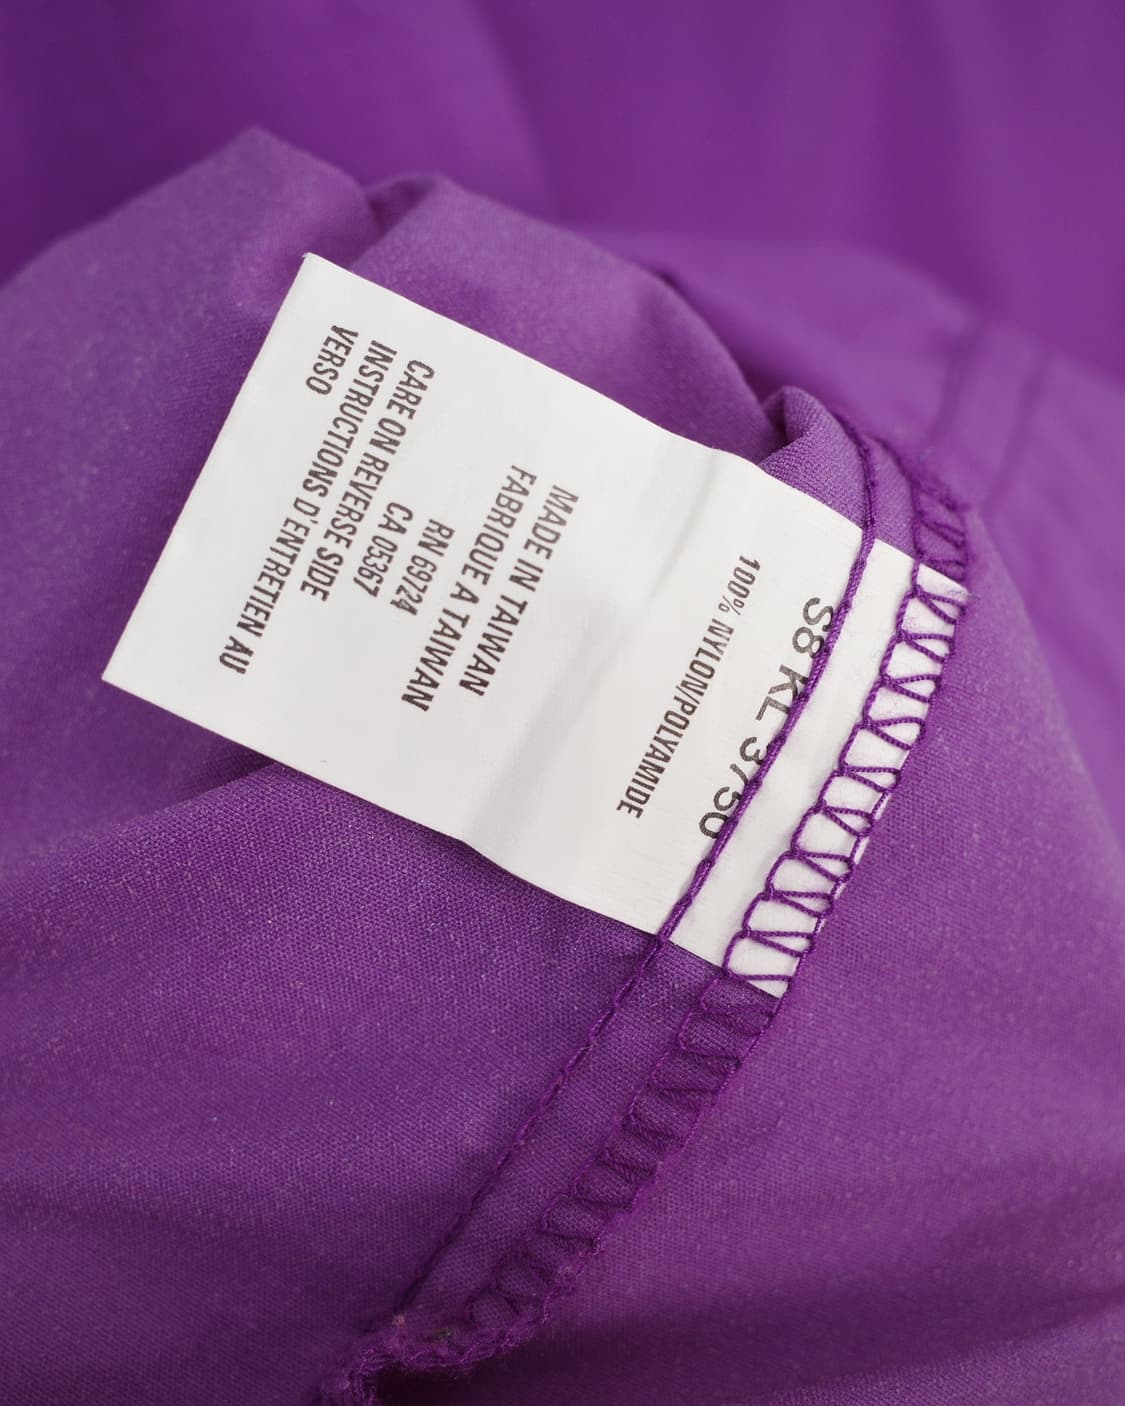 S8 KL 3750
100% NYLON/POLYAMIDE
MADE IN TAIWAN
FABRIQUE A TAIWAN
RN 69724
CA 05367
CARE ON REVERSE SIDE
INSTRUCTIONS D'ENTRETIEN AU
VERSO